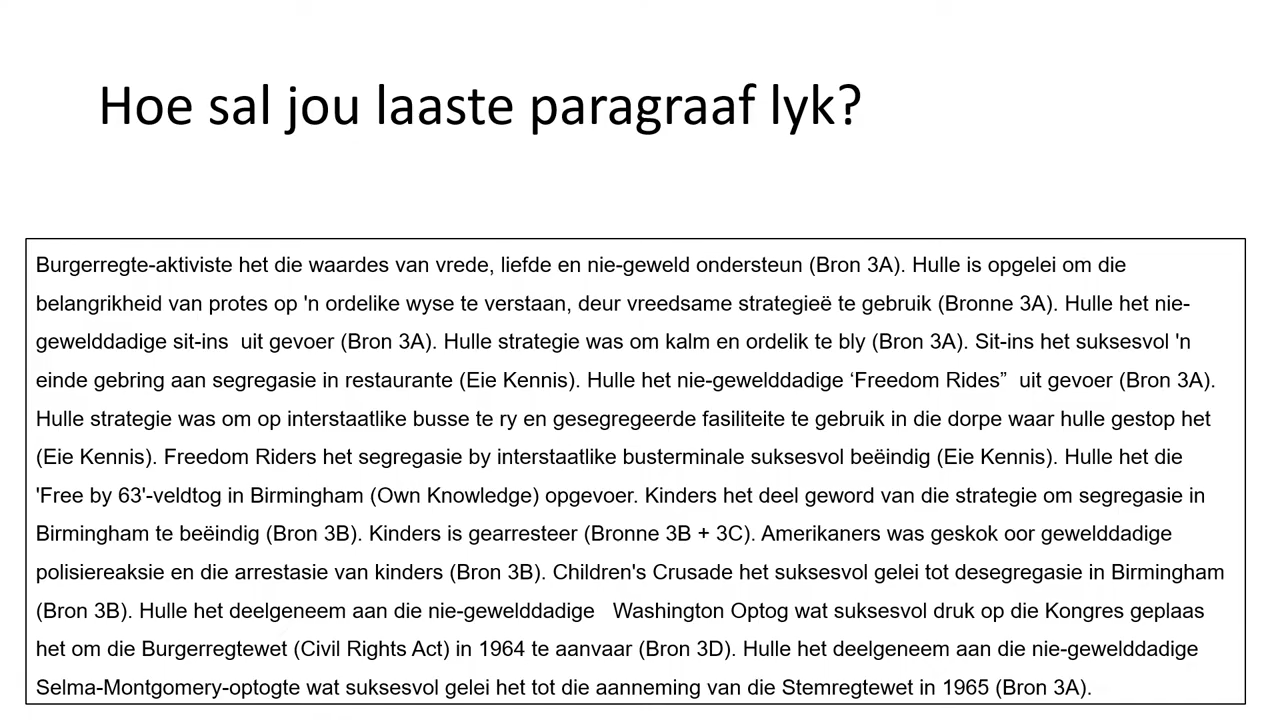 Hoe sal jou laaste paragraaf lyk?
Burgerregte-aktiviste het die waardes van vrede, liefde en nie-geweld ondersteun (Bron 3A). Hulle is opgelei om die
belangrikheid van protes op 'n ordelike wyse te verstaan, deur vreedsame strategieë te gebruik (Bronne 3A). Hulle het nie-
gewelddadige sit-ins  uit gevoer (Bron 3A). Hulle strategie was om kalm en ordelik te bly (Bron 3A). Sit-ins het suksesvol 'n
einde gebring aan segregasie in restaurante (Eie Kennis). Hulle het nie-gewelddadige ‘Freedom Rides”  uit gevoer (Bron 3A).
Hulle strategie was om op interstaatlike busse te ry en gesegregeerde fasiliteite te gebruik in die dorpe waar hulle gestop het
(Eie Kennis). Freedom Riders het segregasie by interstaatlike busterminale suksesvol beëindig (Eie Kennis). Hulle het die
'Free by 63'-veldtog in Birmingham (Own Knowledge) opgevoer. Kinders het deel geword van die strategie om segregasie in
Birmingham te beëindig (Bron 3B). Kinders is gearresteer (Bronne 3B + 3C). Amerikaners was geskok oor gewelddadige
polisiereaksie en die arrestasie van kinders (Bron 3B). Children's Crusade het suksesvol gelei tot desegregasie in Birmingham
(Bron 3B). Hulle het deelgeneem aan die nie-gewelddadige   Washington Optog wat suksesvol druk op die Kongres geplaas
het om die Burgerregtewet (Civil Rights Act) in 1964 te aanvaar (Bron 3D). Hulle het deelgeneem aan die nie-gewelddadige
Selma-Montgomery-optogte wat suksesvol gelei het tot die aanneming van die Stemregtewet in 1965 (Bron 3A).